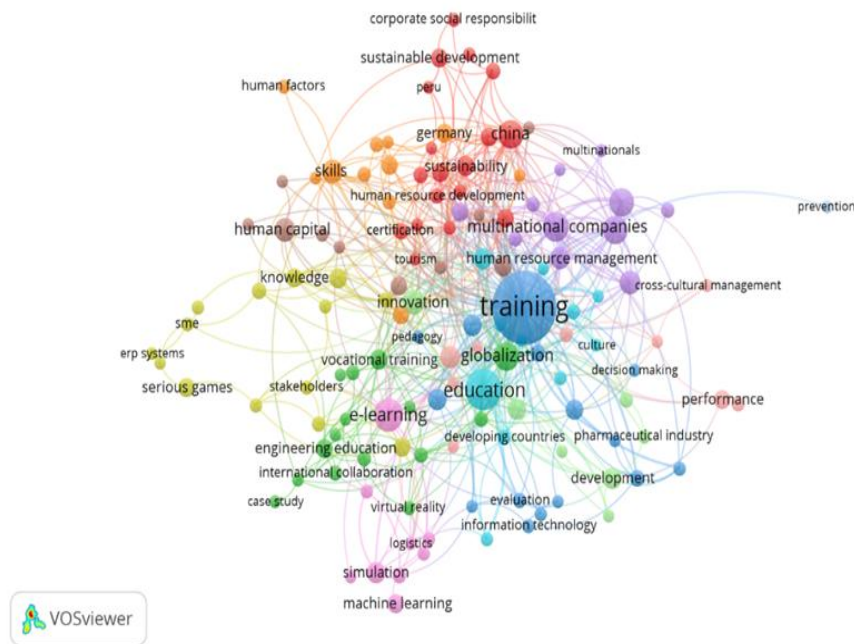 corporate social responsibilit
sustainable development
human factors
peru
germany
china
multinationals
skills
sustainability
human resource development
prevention
human capital
certification
multinational companies
tourism
human resource management
knowledge
cross-cultural management
innovation
training
sme
pedagogy
culture
erp systems
vocational training
globalization
decision making
serious games
stakeholders
education
performance
e-learning
developing countries
pharmaceutical industry
engineering education
international collaboration
development
case study
virtual reality
evaluation
information technology
logistics
simulation
machine learning
VOSviewer